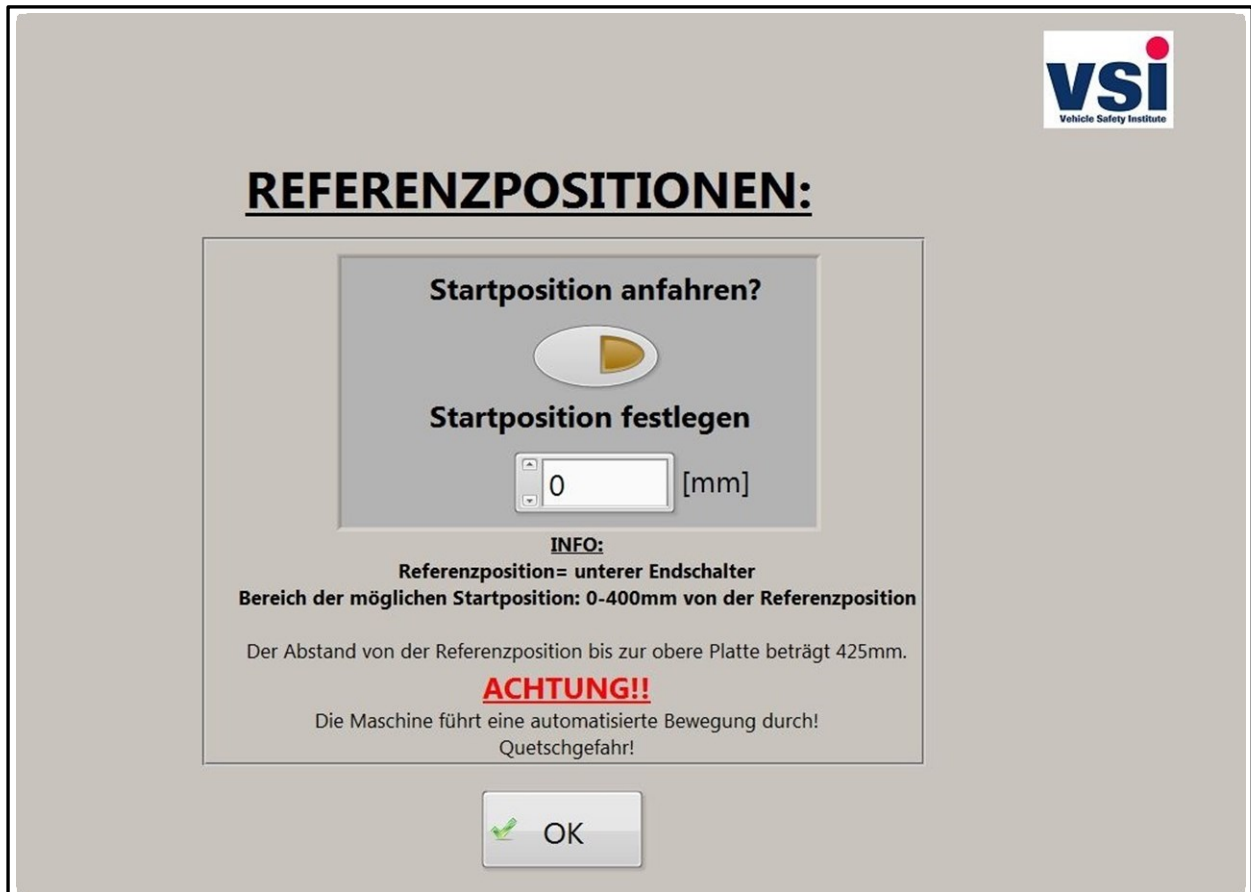 vsi
Vehicle Safety Institute
REFERENZPOSITIONEN:
Startposition anfahren?
Startposition festlegen
0 [mm]
INFO:
Referenzposition= unterer Endschalter
Bereich der möglichen Startposition: 0-400mm von der Referenzposition
Der Abstand von der Referenzposition bis zur obere Platte beträgt 425mm.
ACHTUNG!!
Die Maschine führt eine automatisierte Bewegung durch!
Quetschgefahr!
OK